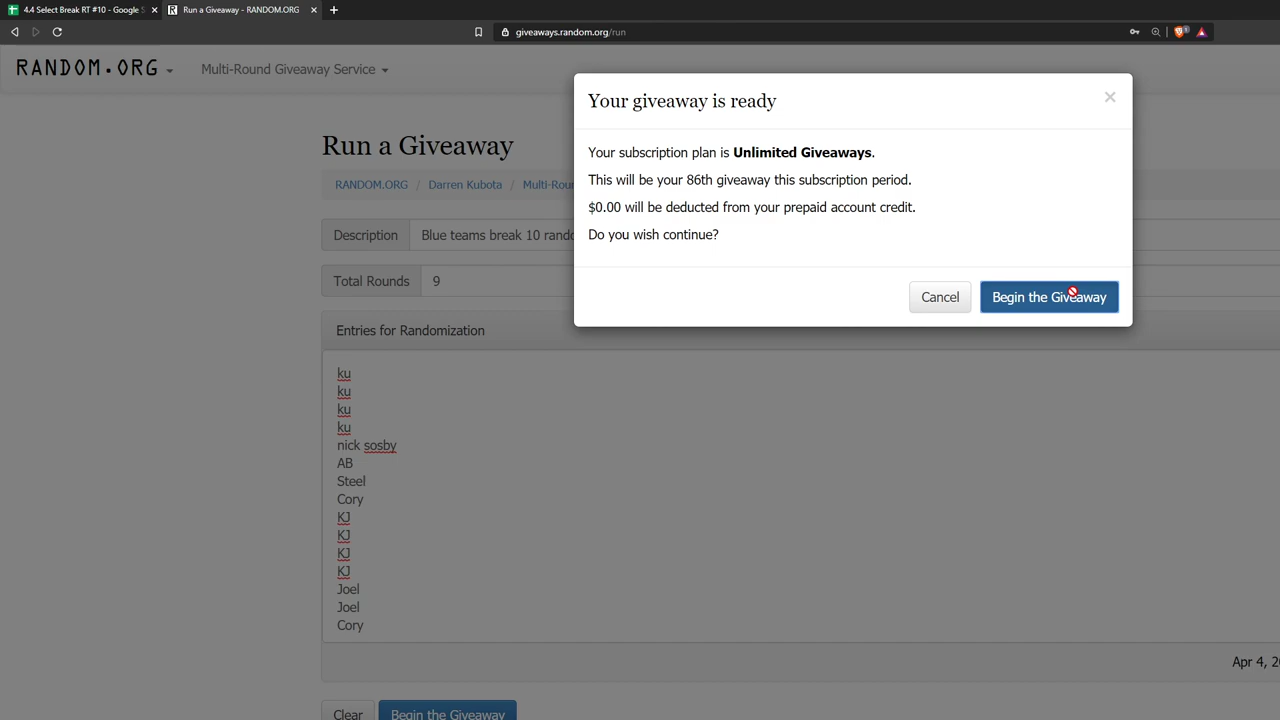 4.4 Select Break RT #10 - Google S
Run a Giveaway - RANDOM.ORG
giveaways.random.org/run
RANDOM.ORG
Multi-Round Giveaway Service
Your giveaway is ready
Your subscription plan is Unlimited Giveaways.
This will be your 86th giveaway this subscription period.
$0.00 will be deducted from your prepaid account credit.
Do you wish continue?
Cancel
Begin the Giveaway
Run a Giveaway
RANDOM.ORG / Darren Kubota / Multi-Rou
Description
Blue teams break 10 rando
Total Rounds
9
Entries for Randomization
ku
ku
ku
ku
nick sosby
AB
Steel
Cory
KJ
KJ
KJ
KJ
Joel
Joel
Cory
Apr 4, 2
Clear
Begin the Giveaway